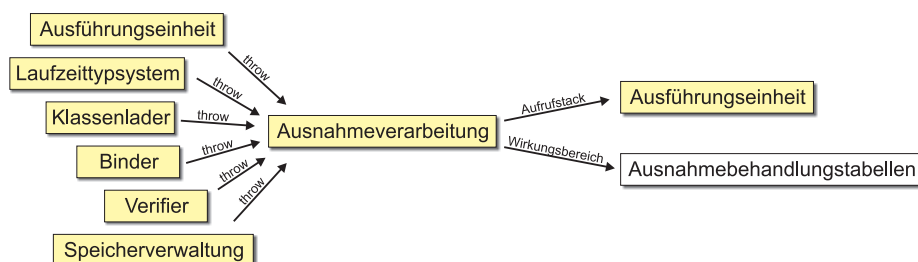 Ausführungseinheit
throw
Laufzeittypsystem
throw
Klassenlader
throw
Binder
throw
Verifier
throw
Speicherverwaltung
throw
Ausnahmeverarbeitung
Aufrufstack
Ausführungseinheit
Wirkungsbereich
Ausnahmebehandlungstabellen